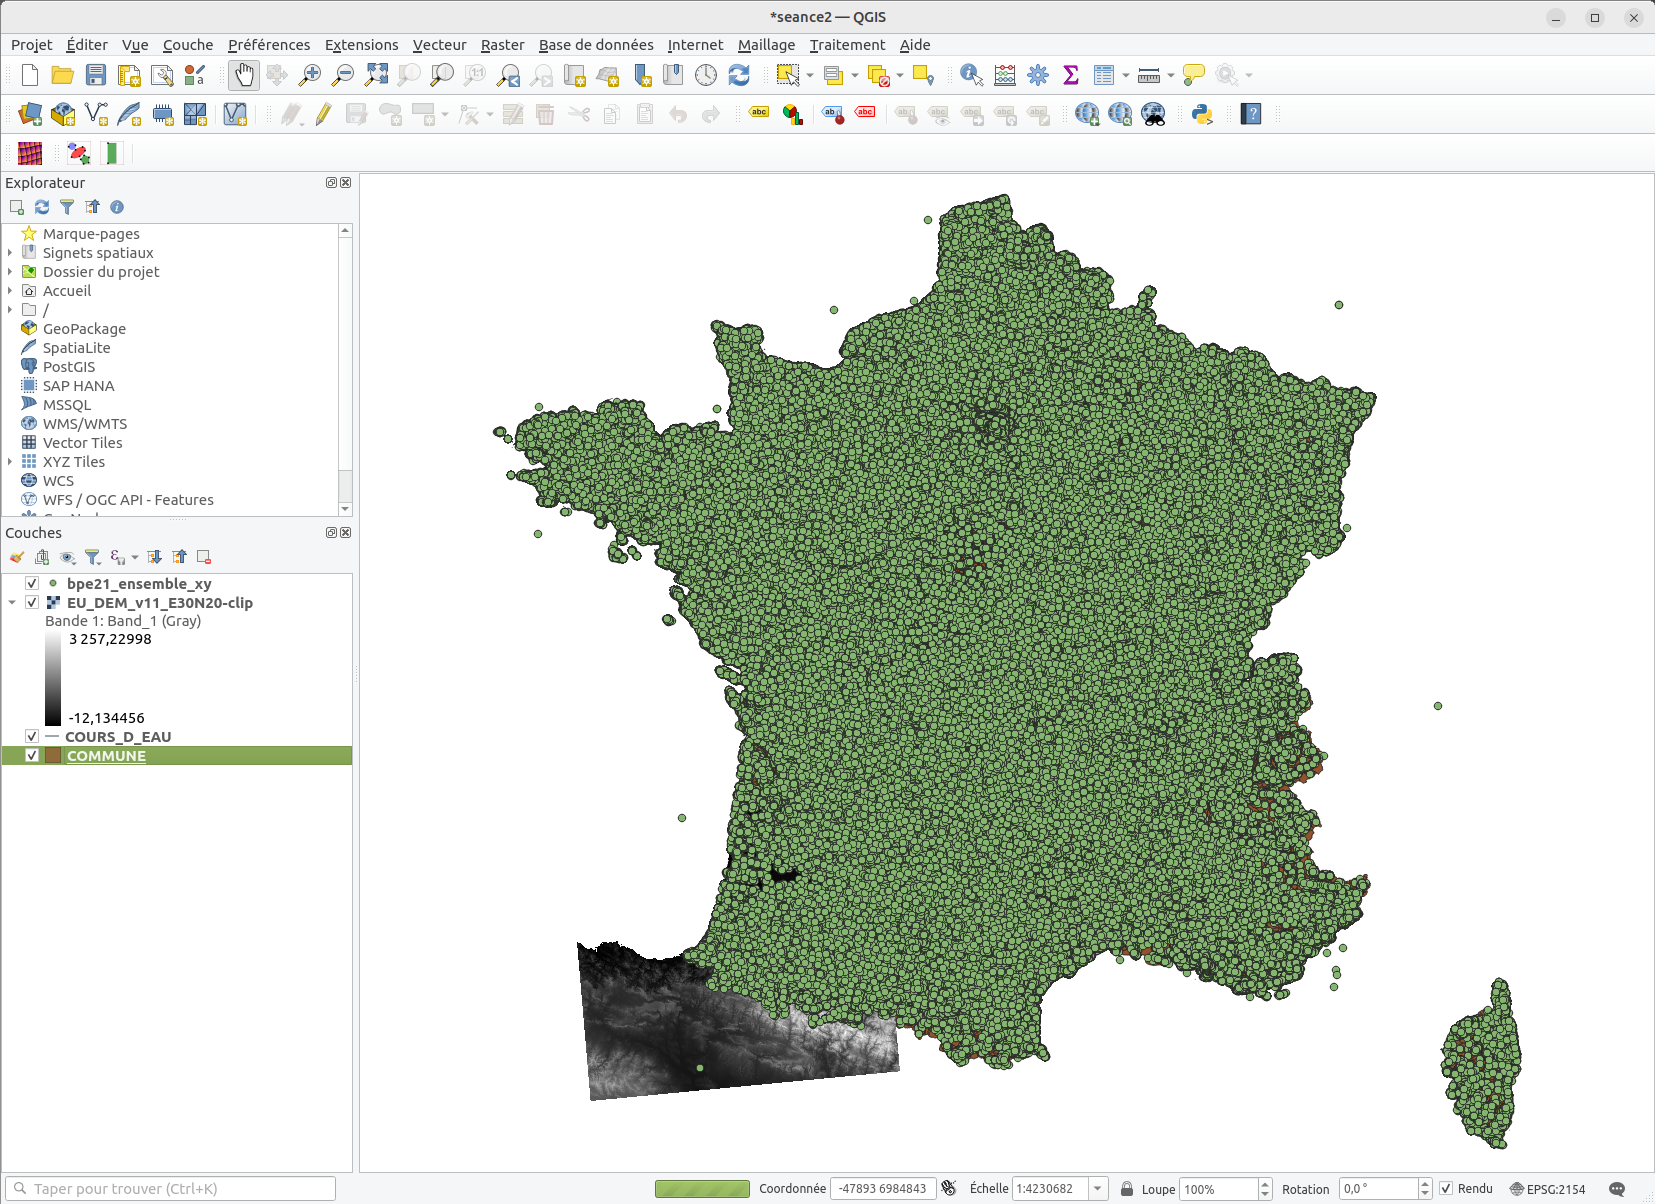 *seance2 — QGIS
Projet Éditer Vue Couche Préférences Extensions Vecteur Raster Base de données Internet Maillage Traitement Aide
Explorateur
Marque-pages
Signets spatiaux
Dossier du projet
Accueil
/
GeoPackage
SpatiaLite
PostGIS
SAP HANA
MSSQL
WMS/WMTS
Vector Tiles
XYZ Tiles
WCS
WFS / OGC API - Features
Couches
bpe21_ensemble_xy
EU_DEM_v11_E30N20-clip
Bande 1: Band_1 (Gray)
3 257,22998
-12,134456
COURS_D_EAU
COMMUNE
Taper pour trouver (Ctrl+K)
Coordonnée -47893 6984843 Échelle 1:4230682 Loupe 100% Rotation 0,0 ° Rendu EPSG:2154